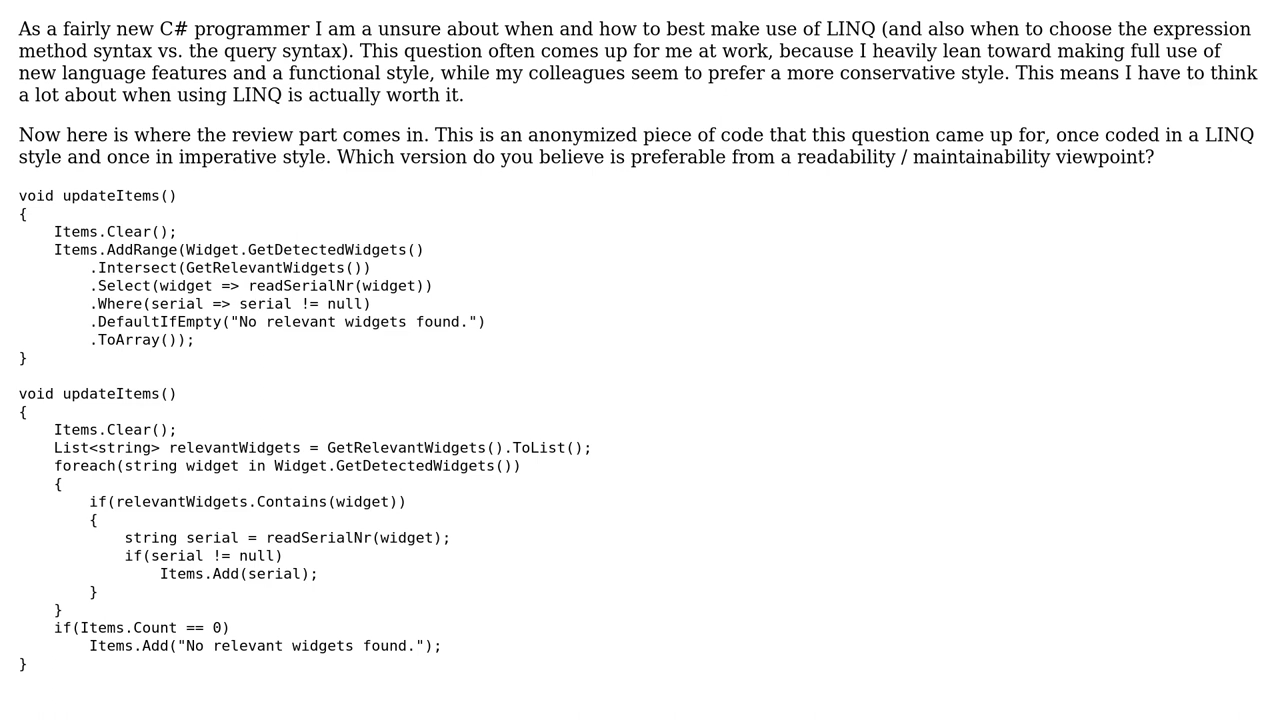 As a fairly new C# programmer I am a unsure about when and how to best make use of LINQ (and also when to choose the expression
method syntax vs. the query syntax). This question often comes up for me at work, because I heavily lean toward making full use of
new language features and a functional style, while my colleagues seem to prefer a more conservative style. This means I have to think
a lot about when using LINQ is actually worth it.

Now here is where the review part comes in. This is an anonymized piece of code that this question came up for, once coded in a LINQ
style and once in imperative style. Which version do you believe is preferable from a readability / maintainability viewpoint?

void updateItems()
{
    Items.Clear();
    Items.AddRange(Widget.GetDetectedWidgets()
        .Intersect(GetRelevantWidgets())
        .Select(widget => readSerialNr(widget))
        .Where(serial => serial != null)
        .DefaultIfEmpty("No relevant widgets found.")
        .ToArray());
}

void updateItems()
{
    Items.Clear();
    List<string> relevantWidgets = GetRelevantWidgets().ToList();
    foreach(string widget in Widget.GetDetectedWidgets())
    {
        if(relevantWidgets.Contains(widget))
        {
            string serial = readSerialNr(widget);
            if(serial != null)
                Items.Add(serial);
        }
    }
    if(Items.Count == 0)
        Items.Add("No relevant widgets found.");
}